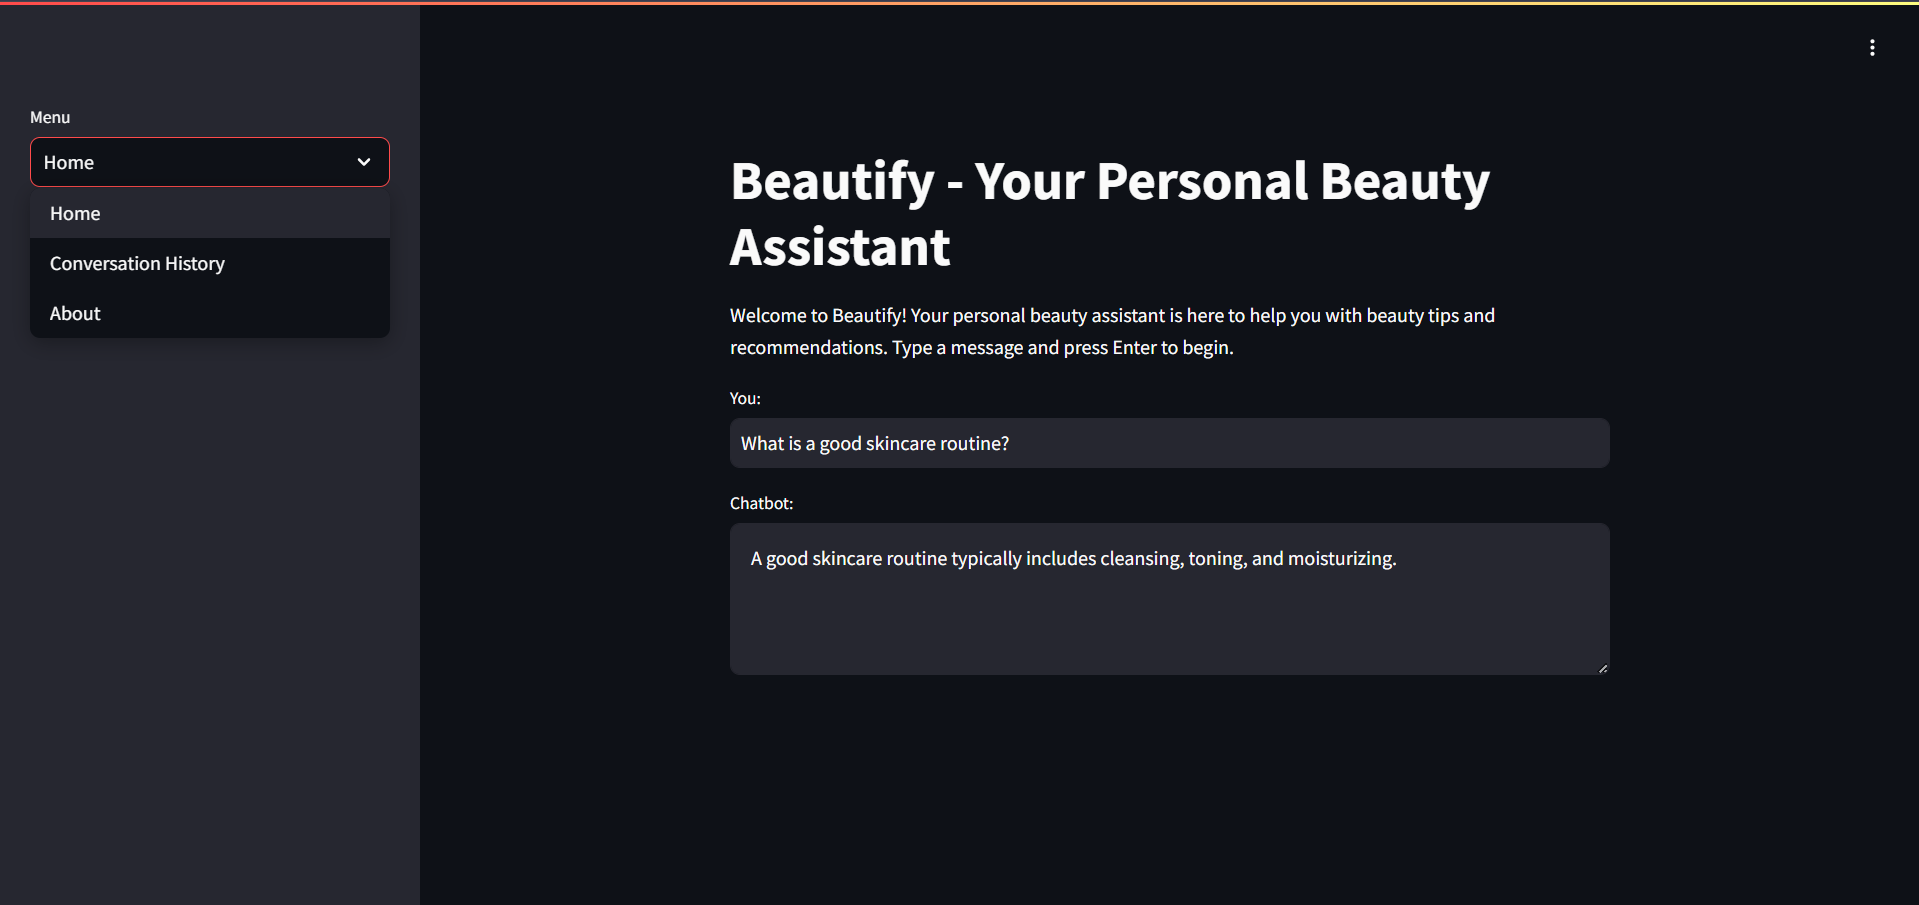 Menu
Home
Home
Conversation History
About
Beautify - Your Personal Beauty
Assistant
Welcome to Beautify! Your personal beauty assistant is here to help you with beauty tips and
recommendations. Type a message and press Enter to begin.
You:
What is a good skincare routine?
Chatbot:
A good skincare routine typically includes cleansing, toning, and moisturizing.